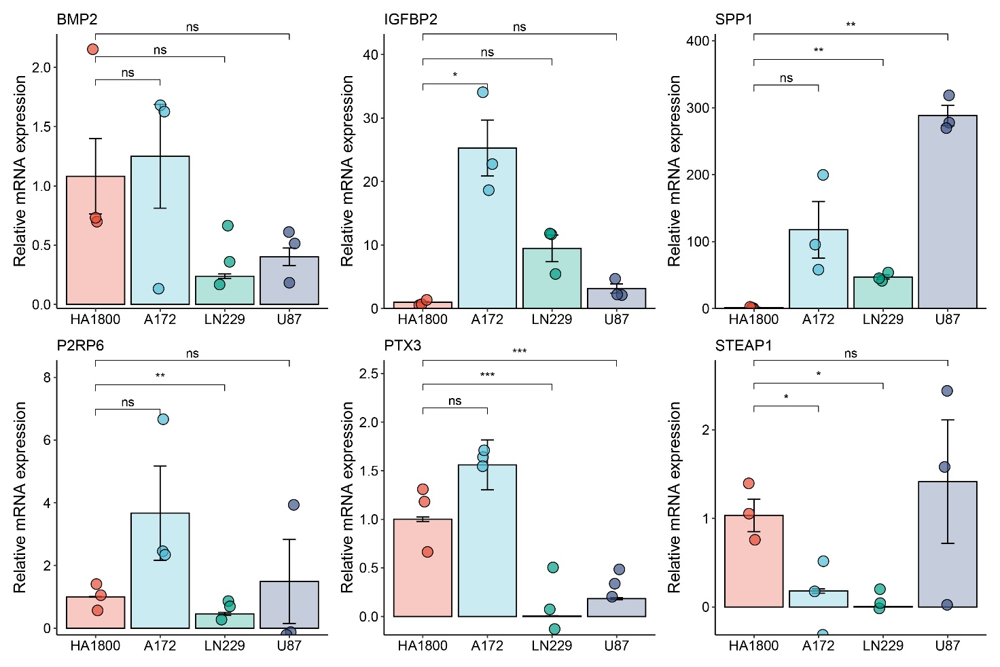 BMP2
ns
ns
ns
Relative mRNA expression
2.0
1.5
1.0
0.5
0.0
HA1800 A172 LN229 U87
IGFBP2
ns
ns
*
Relative mRNA expression
40
30
20
10
0
HA1800 A172 LN229 U87
SPP1
**
**
ns
Relative mRNA expression
400
300
200
100
0
HA1800 A172 LN229 U87
P2RP6
ns
**
ns
Relative mRNA expression
8
6
4
2
0
HA1800 A172 LN229 U87
PTX3
***
***
ns
Relative mRNA expression
2.5
2.0
1.5
1.0
0.5
0.0
HA1800 A172 LN229 U87
STEAP1
ns
*
*
Relative mRNA expression
2
1
0
HA1800 A172 LN229 U87